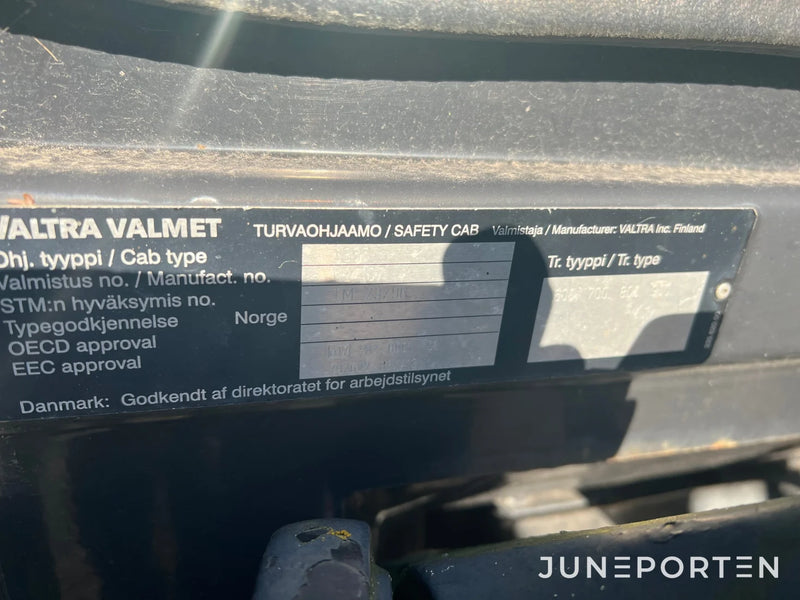 VALTRA VALMET
TURVAOHJAAMO / SAFETY CAB Valmistaja / Manufacturer: VALTRA Inc. Finland
Ohj. tyyppi / Cab type
Tr. tyyppi / Tr. type
Valmistus no. / Manufact. no.
STM:n hyväksymis no.
Typegodkjennelse Norge
OECD approval
EEC approval
Danmark: Godkendt af direktoratet for arbejdstilsynet
JUNEPORTEN